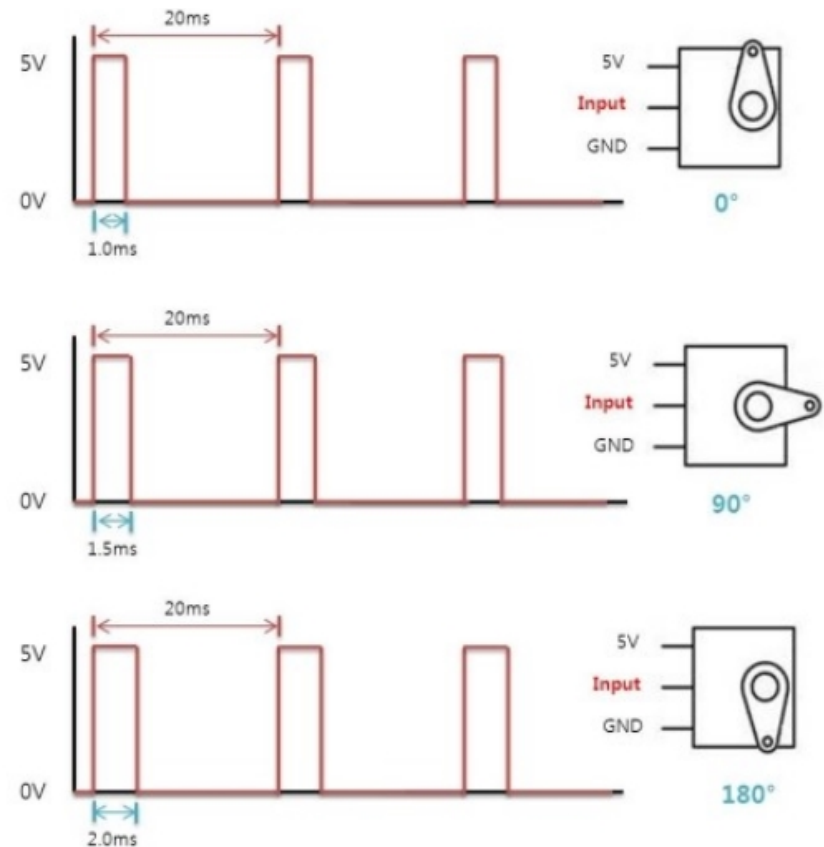 20ms
5V
0V
1.0ms
5V
Input
GND
0°
20ms
5V
0V
1.5ms
5V
Input
GND
90°
20ms
5V
0V
2.0ms
5V
Input
GND
180°